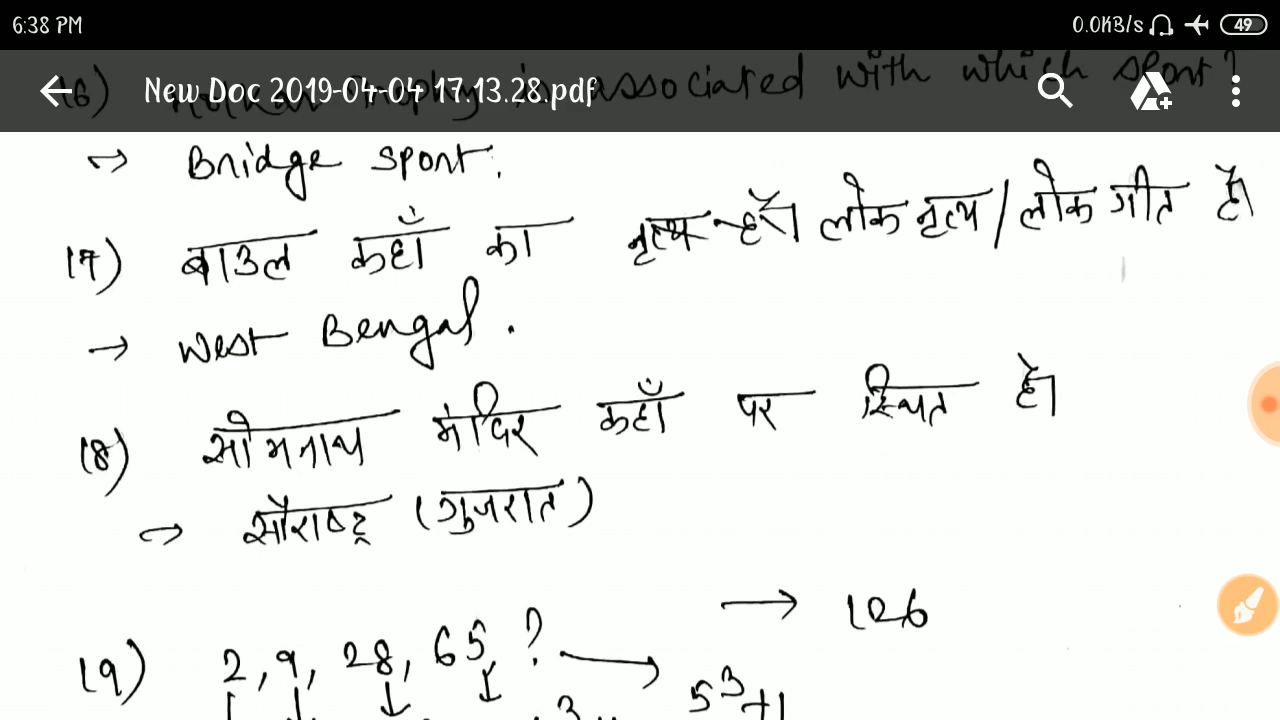 6:38 PM 0.0KB/s 49
16) is associated with which sport?
New Doc 2019-04-04 17.13.28.pdf
→ Bridge sport.
17) बाउल कहाँ का नृत्य है। लोक नृत्य/लोक गीत है।
→ West Bengal.
18) सोमनाथ मंदिर कहाँ पर स्थित है।
→ सौराष्ट्र (गुजरात)
→ 126
19) 2, 9, 28, 65 ?
5³+1